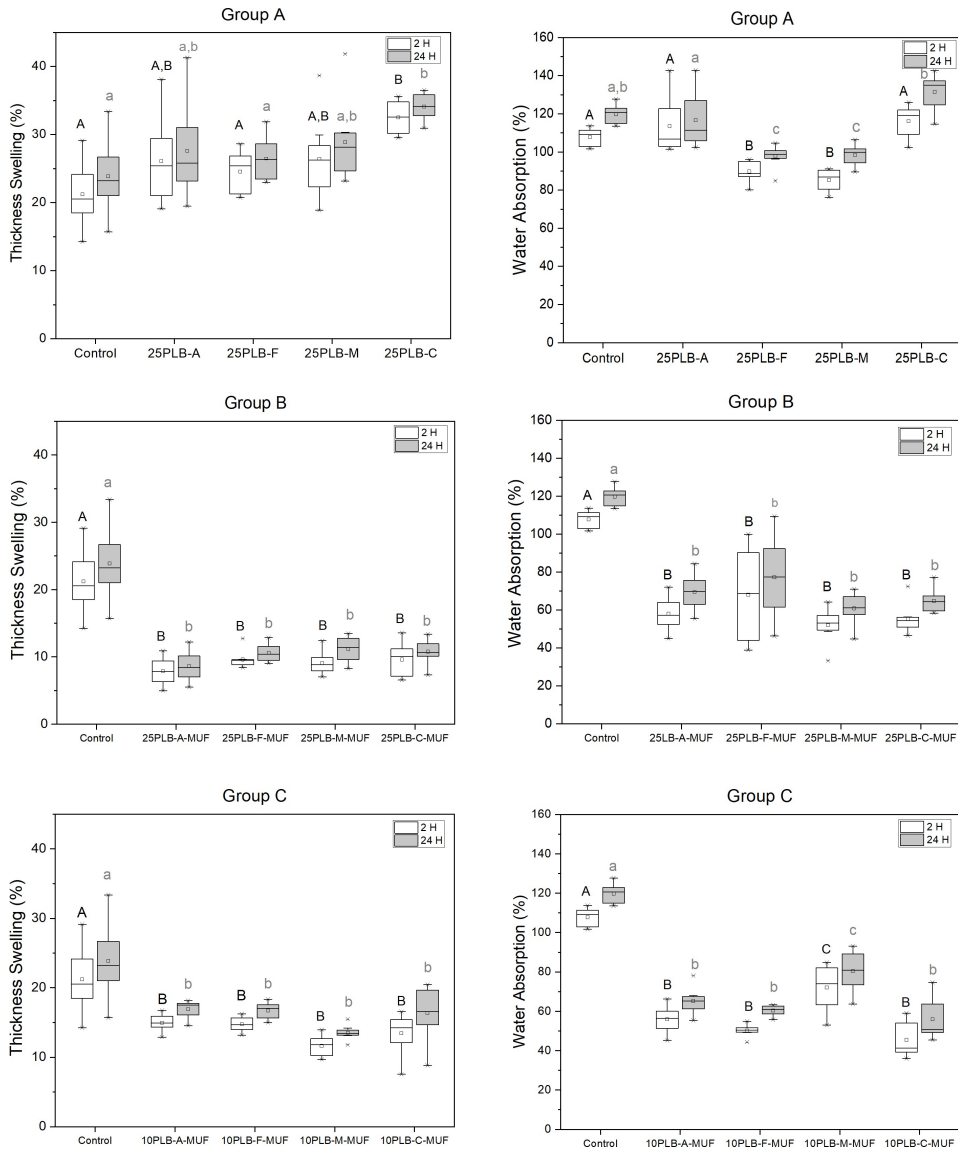 Group A
Thickness Swelling (%)
40
30
20
10
0
2 H
24 H
A
a
A,B
a,b
A
a
A,B
a,b
B
b
Control
25PLB-A
25PLB-F
25PLB-M
25PLB-C
Group A
Water Absorption (%)
160
140
120
100
80
60
40
20
0
2 H
24 H
A
a,b
A
a
B
c
B
c
A
b
Control
25PLB-A
25PLB-F
25PLB-M
25PLB-C
Group B
Thickness Swelling (%)
40
30
20
10
0
2 H
24 H
A
a
B
b
B
b
B
b
B
b
Control
25PLB-A-MUF
25PLB-F-MUF
25PLB-M-MUF
25PLB-C-MUF
Group B
Water Absorption (%)
160
140
120
100
80
60
40
20
0
2 H
24 H
A
a
B
b
B
b
B
b
B
b
Control
25LB-A-MUF
25PLB-F-MUF
25PLB-M-MUF
25PLB-C-MUF
Group C
Thickness Swelling (%)
40
30
20
10
0
2 H
24 H
A
a
B
b
B
b
B
b
B
b
Control
10PLB-A-MUF
10PLB-F-MUF
10PLB-M-MUF
10PLB-C-MUF
Group C
Water Absorption (%)
160
140
120
100
80
60
40
20
0
2 H
24 H
A
a
B
b
B
b
C
c
B
b
Control
10PLB-A-MUF
10PLB-F-MUF
10PLB-M-MUF
10PLB-C-MUF